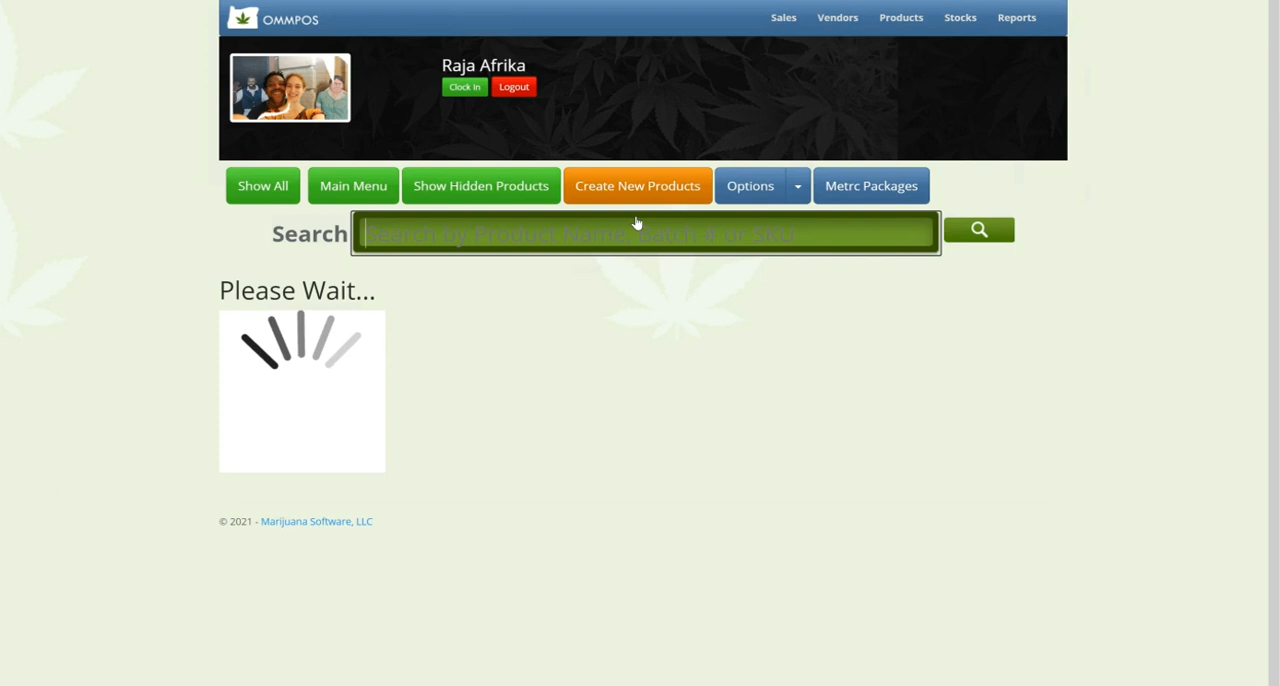 OMMPOS
Sales Vendors Products Stocks Reports
Raja Afrika
Clock In Logout
Show All Main Menu Show Hidden Products Create New Products Options Metrc Packages
Search Search by Product Name, Batch # or SKU
Please Wait...
© 2021 - Marijuana Software, LLC